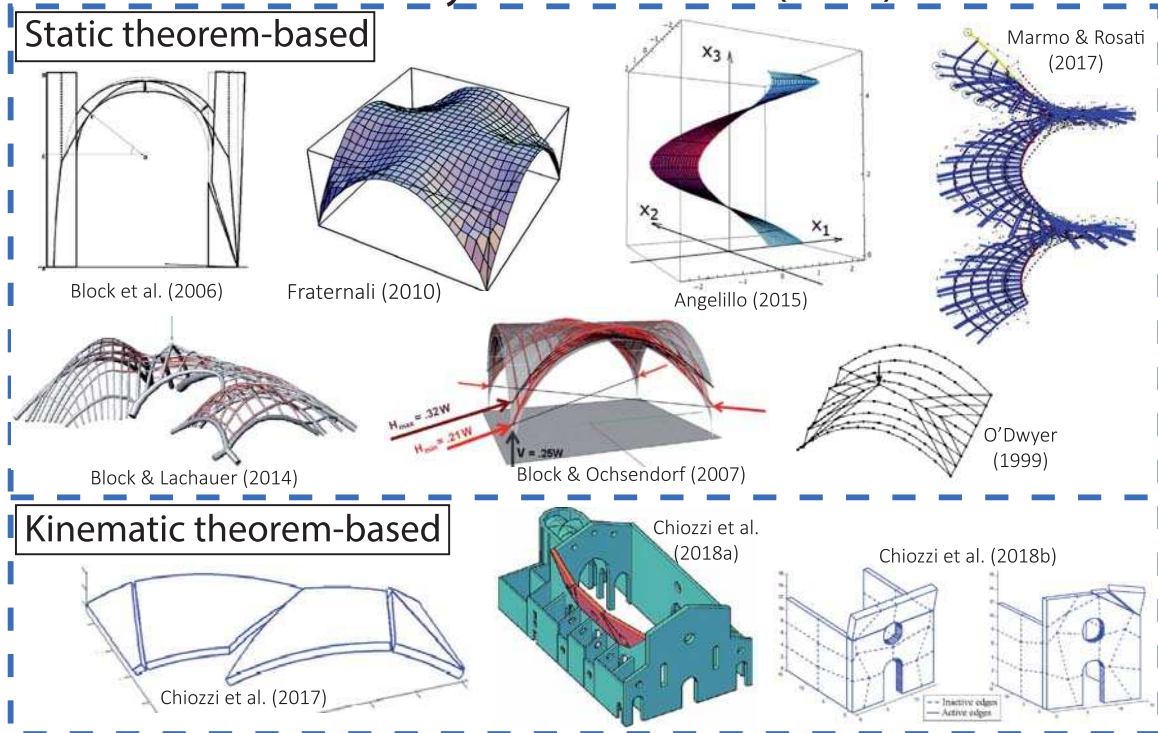 Static theorem-based
Block et al. (2006)
Fraternali (2010)
x₃
x₂
x₁
Angelillo (2015)
Marmo & Rosati
(2017)
Block & Lachauer (2014)
Hmax = .32W
Hmin = .21W
V = .25W
Block & Ochsendorf (2007)
O'Dwyer
(1999)
Kinematic theorem-based
Chiozzi et al. (2017)
Chiozzi et al.
(2018a)
Chiozzi et al. (2018b)
Inactive edges
Active edges